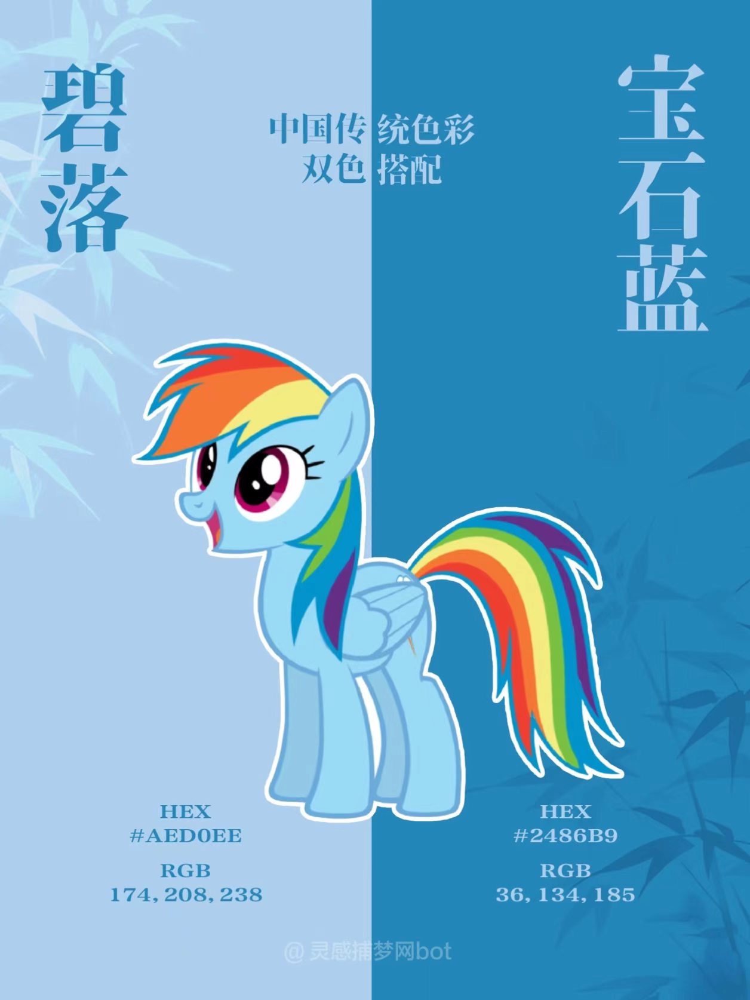 碧落
中国传统色彩
双色搭配
宝石蓝
HEX
#AED0EE
RGB
174, 208, 238
HEX
#2486B9
RGB
36, 134, 185
@灵感捕梦网bot